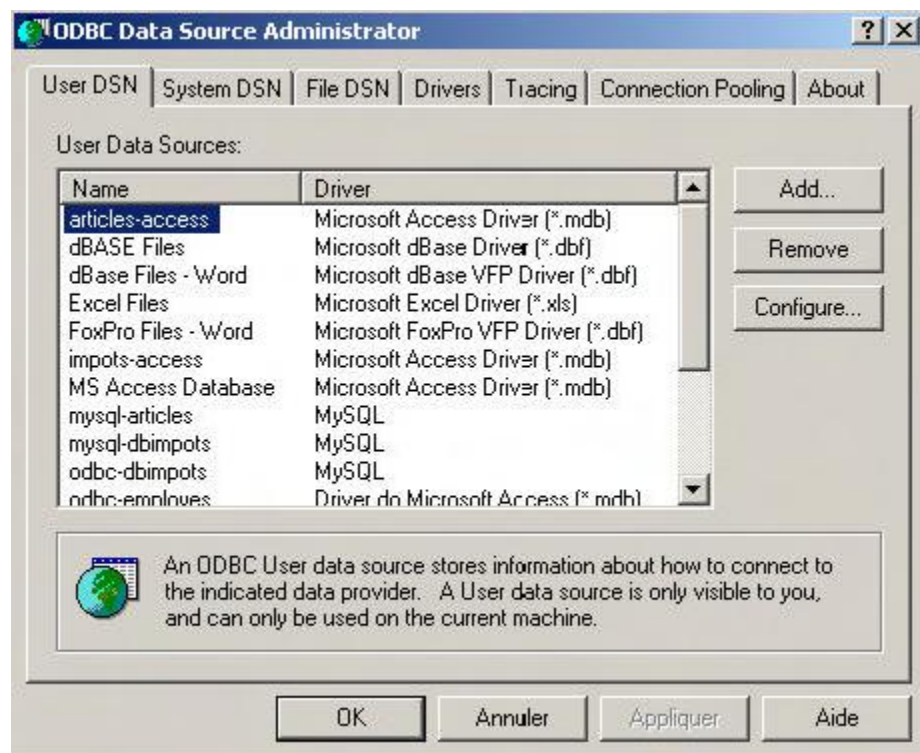 ODBC Data Source Administrator
User DSN System DSN File DSN Drivers Tracing Connection Pooling About
User Data Sources:
Name Driver
articles-access Microsoft Access Driver (*.mdb)
dBASE Files Microsoft dBase Driver (*.dbf)
dBase Files - Word Microsoft dBase VFP Driver (*.dbf)
Excel Files Microsoft Excel Driver (*.xls)
FoxPro Files - Word Microsoft FoxPro VFP Driver (*.dbf)
impots-access Microsoft Access Driver (*.mdb)
MS Access Database Microsoft Access Driver (*.mdb)
mysql-articles MySQL
mysql-dbimpots MySQL
odbc-dbimpots MySQL
odbc-employes Driver do Microsoft Access (*.mdb)
Add...
Remove
Configure...
An ODBC User data source stores information about how to connect to
the indicated data provider. A User data source is only visible to you,
and can only be used on the current machine.
OK Annuler Appliquer Aide